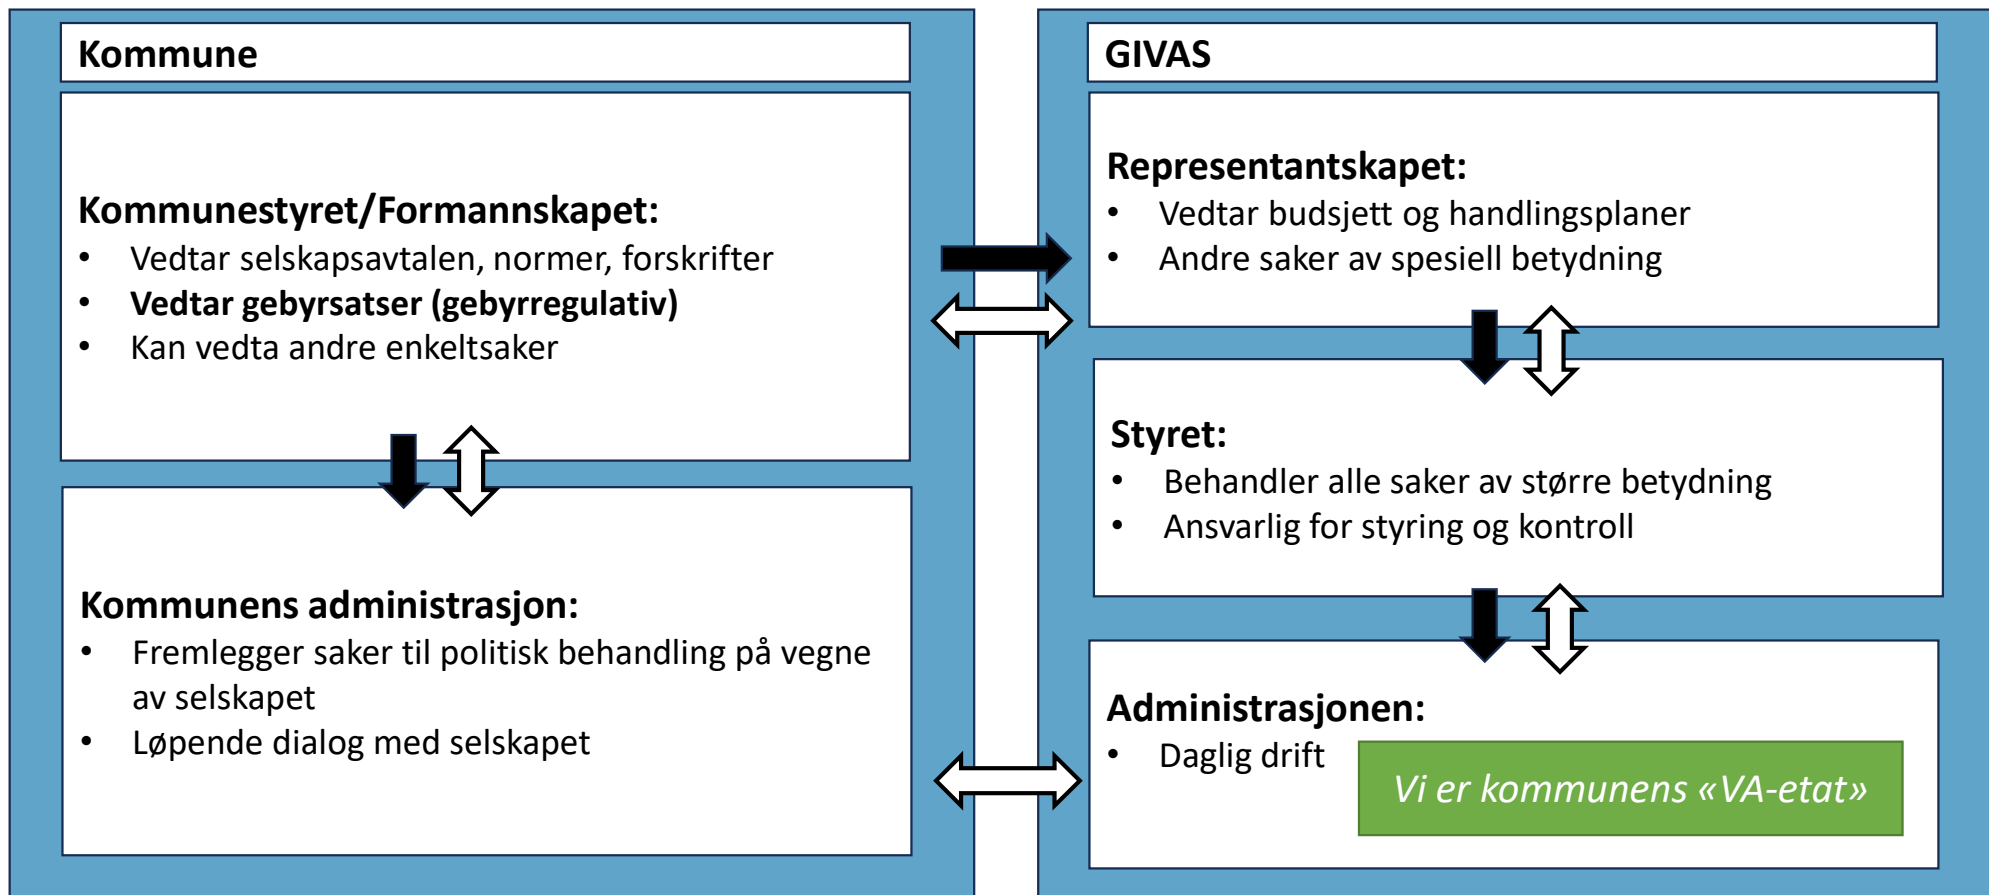 Kommune
Kommunestyret/Formannskapet:
• Vedtar selskapsavtalen, normer, forskrifter
• Vedtar gebyrsatser (gebyrregulativ)
• Kan vedta andre enkeltsaker
Kommunens administrasjon:
• Fremlegger saker til politisk behandling på vegne
av selskapet
• Løpende dialog med selskapet
GIVAS
Representantskapet:
• Vedtar budsjett og handlingsplaner
• Andre saker av spesiell betydning
Styret:
• Behandler alle saker av større betydning
• Ansvarlig for styring og kontroll
Administrasjonen:
• Daglig drift
Vi er kommunens «VA-etat»